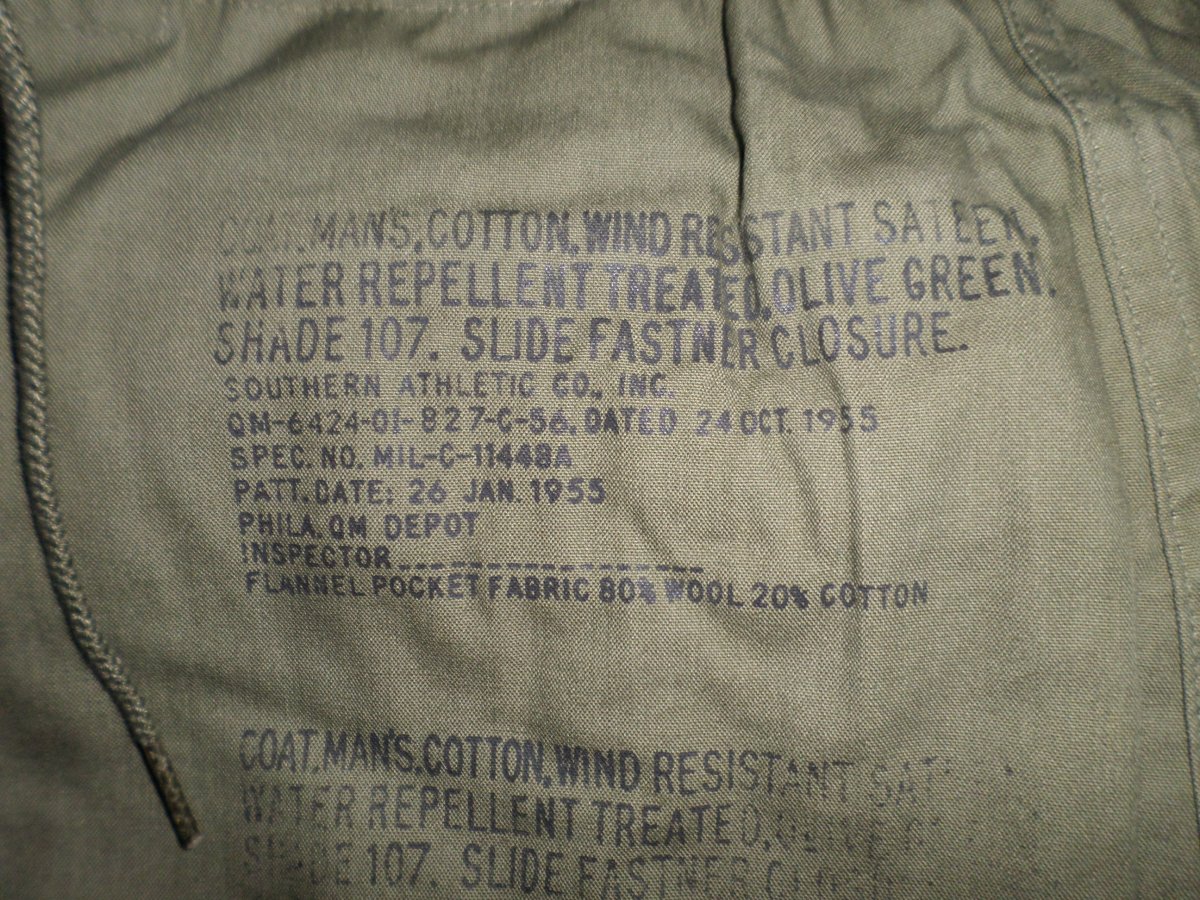 COAT, MAN'S, COTTON, WIND RESISTANT SATEEN,
WATER REPELLENT TREATED, OLIVE GREEN,
SHADE 107. SLIDE FASTNER CLOSURE.
SOUTHERN ATHLETIC CO., INC.
QM-6424-01-827-C-56, DATED 24 OCT. 1955
SPEC. NO. MIL-C-11448A
PATT. DATE: 26 JAN. 1955
PHILA. QM DEPOT
INSPECTOR_________________
FLANNEL POCKET FABRIC 80% WOOL 20% COTTON
COAT, MAN'S, COTTON, WIND RESISTANT
WATER REPELLENT TREATED, OLIVE
SHADE 107. SLIDE FASTNER